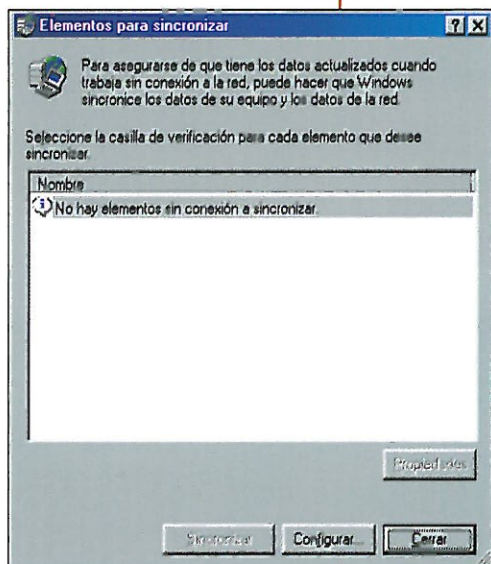 Elementos para sincronizar
Para asegurarse de que tiene los datos actualizados cuando
trabaja sin conexión a la red, puede hacer que Windows
sincronice los datos de su equipo y los datos de la red.
Seleccione la casilla de verificación para cada elemento que desee
sincronizar.
Nombre
No hay elementos sin conexión a sincronizar.
Propiedades
Sincronizar
Configurar...
Cerrar